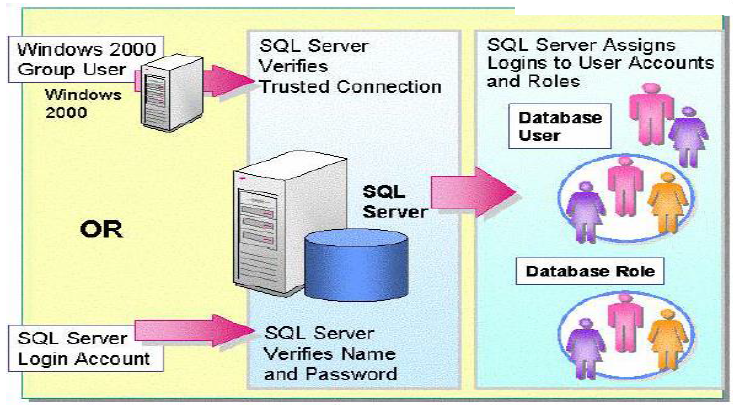 Windows 2000
Group User
Windows
2000
SQL Server
Verifies
Trusted Connection
SQL Server Assigns
Logins to User Accounts
and Roles
Database
User
SQL
Server
OR
Database Role
SQL Server
Login Account
SQL Server
Verifies Name
and Password